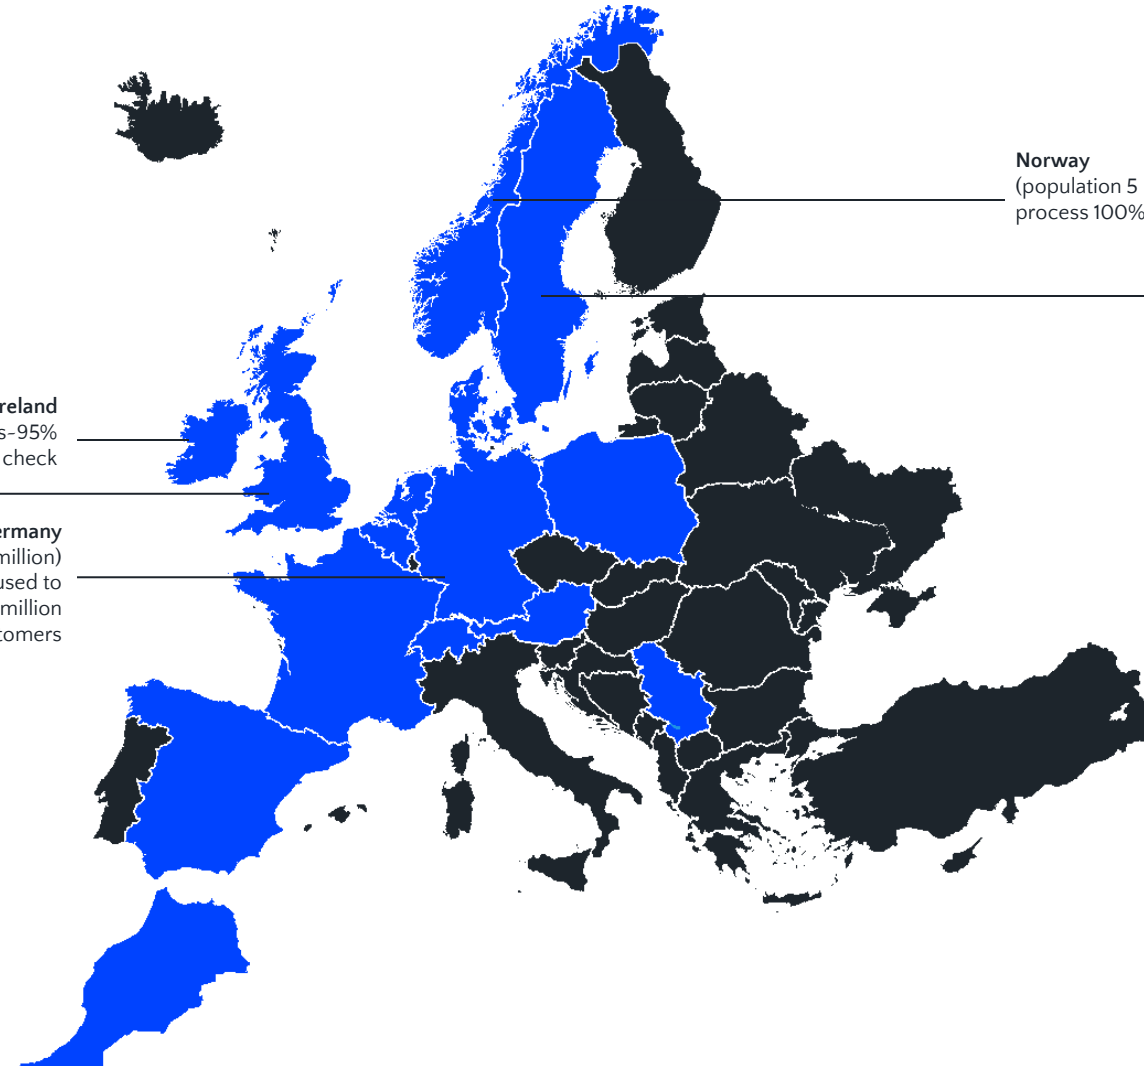 Norway
(population 5
process 100%
reland
s~95%
check
ermany
million)
used to
million
tomers